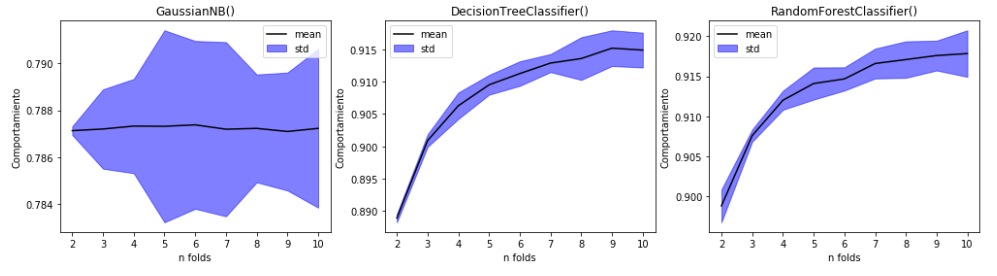 GaussianNB()
mean
std
0.790
0.788
0.786
0.784
Comportamiento
2 3 4 5 6 7 8 9 10
n folds
DecisionTreeClassifier()
mean
std
0.915
0.910
0.905
0.900
0.895
0.890
Comportamiento
2 3 4 5 6 7 8 9 10
n folds
RandomForestClassifier()
mean
std
0.920
0.915
0.910
0.905
0.900
Comportamiento
2 3 4 5 6 7 8 9 10
n folds